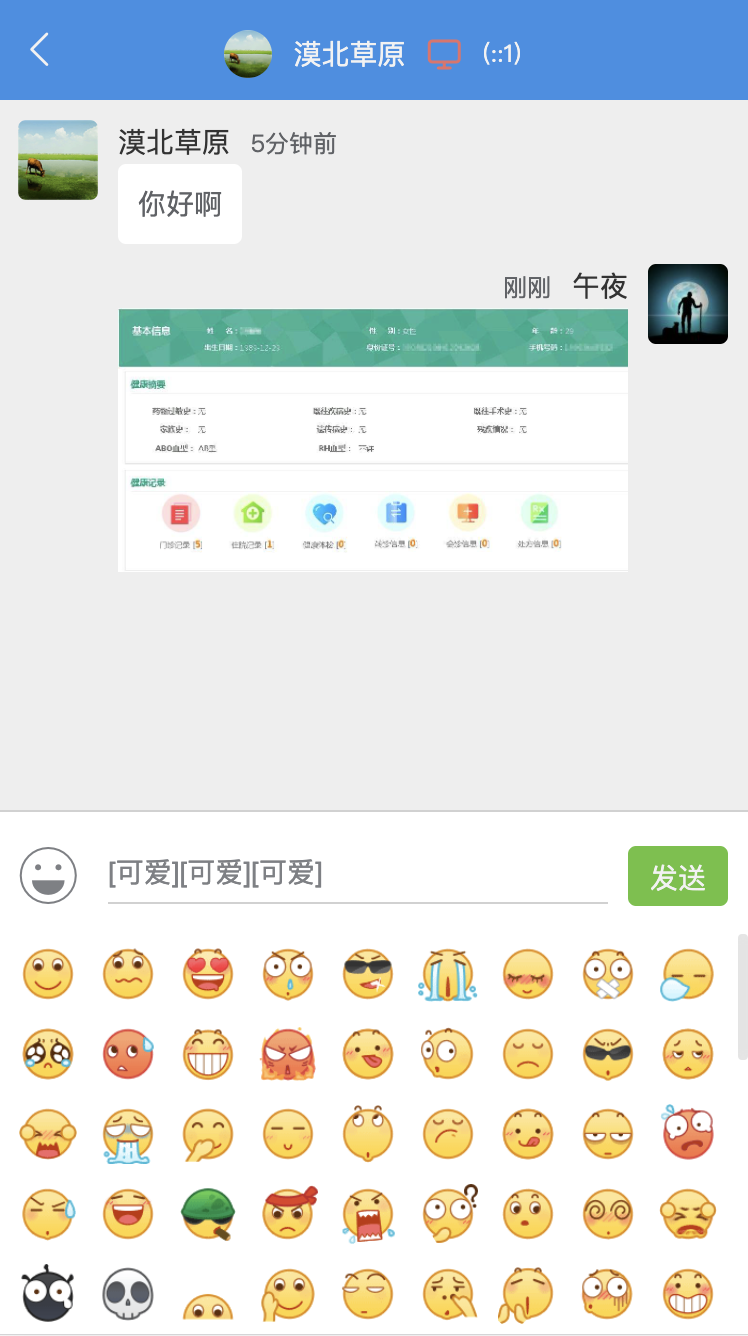 漠北草原 (::1)
漠北草原 5分钟前
你好啊
刚刚 午夜
基本信息 姓 名： 性 别：女性 年 龄：29
出生日期：1989-12-29 身份证号： 手机号码：
健康摘要
药物过敏史：无 既往疾病史：无 既往手术史：无
家族史： 无 遗传病史： 无 残疾情况： 无
ABO血型： AB型 RH血型： 不详
健康记录
门诊记录 [5] 住院记录 [1] 健康体检 [0] 转诊信息 [0] 会诊信息 [0] 处方信息 [0]
[可爱][可爱][可爱] 发送